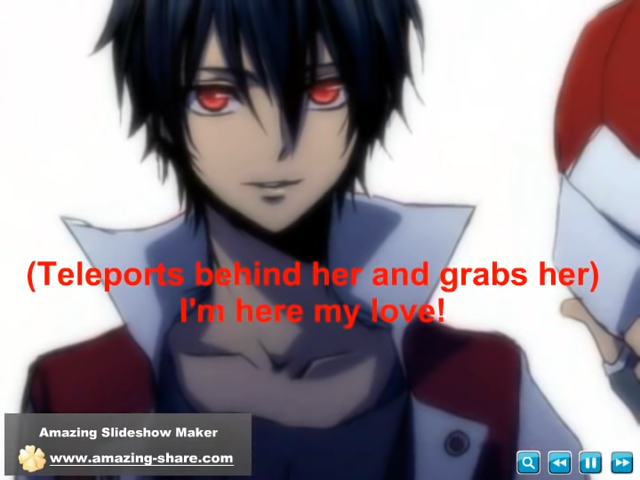 (Teleports behind her and grabs her)
I'm here my love!
Amazing Slideshow Maker
www.amazing-share.com